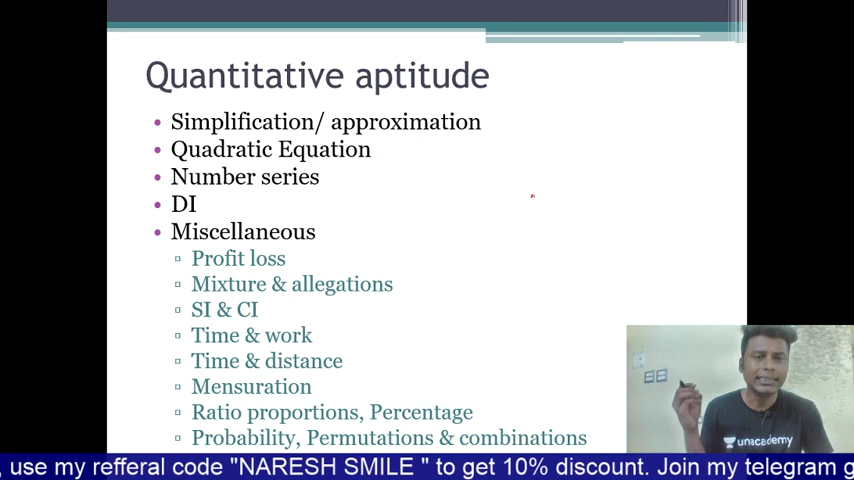 Quantitative aptitude
• Simplification/ approximation
• Quadratic Equation
• Number series
• DI
• Miscellaneous
▫ Profit loss
▫ Mixture & allegations
▫ SI & CI
▫ Time & work
▫ Time & distance
▫ Mensuration
▫ Ratio proportions, Percentage
▫ Probability, Permutations & combinations
unacademy
, use my refferal code "NARESH SMILE " to get 10% discount. Join my telegram g